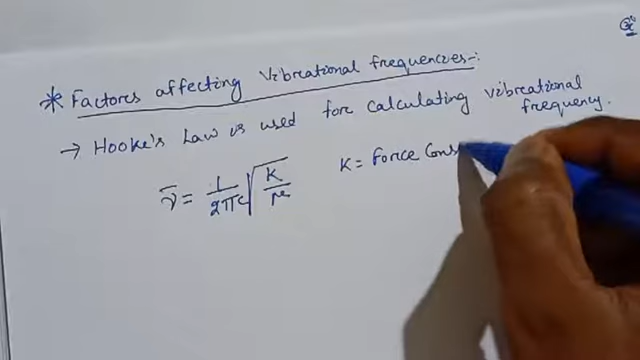 * Factors affecting Vibrational frequencies-:
→ Hooke's Law is used for calculating vibrational frequency.
ν̅ = 1/2πc √K/μ
K = Force Cons